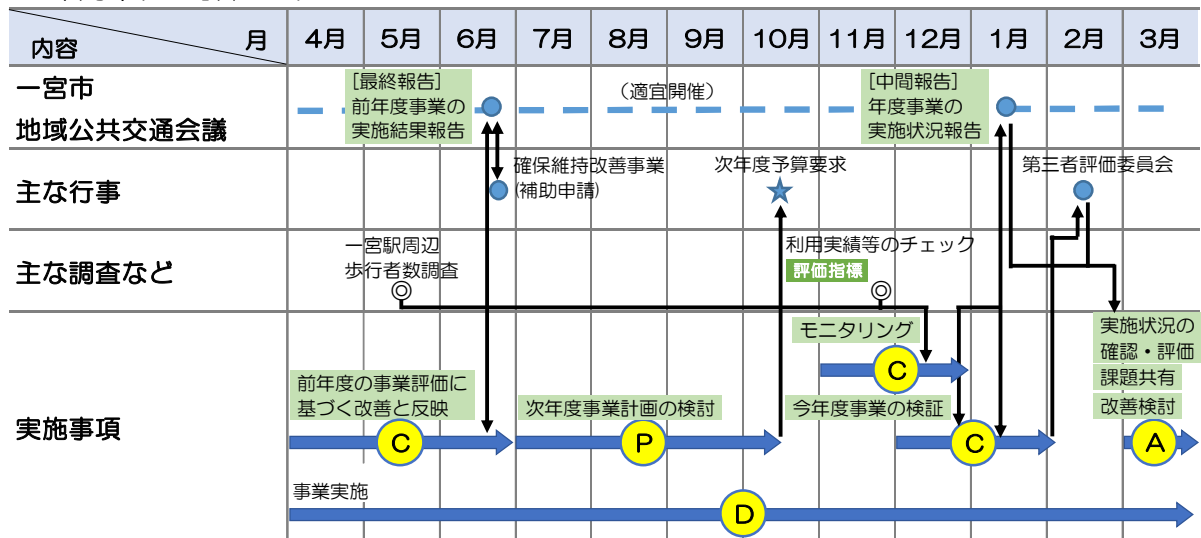 月
内容
4月 5月 6月 7月 8月 9月 10月 11月 12月 1月 2月 3月
一宮市
地域公共交通会議
[最終報告]
前年度事業の
実施結果報告
（適宜開催）
[中間報告]
年度事業の
実施状況報告
主な行事
確保維持改善事業
(補助申請)
次年度予算要求
第三者評価委員会
主な調査など
一宮駅周辺
歩行者数調査
利用実績等のチェック
評価指標
実施事項
前年度の事業評価に
基づく改善と反映
C
次年度事業計画の検討
P
モニタリング
C
今年度事業の検証
C
実施状況の
確認・評価
課題共有
改善検討
A
事業実施
D